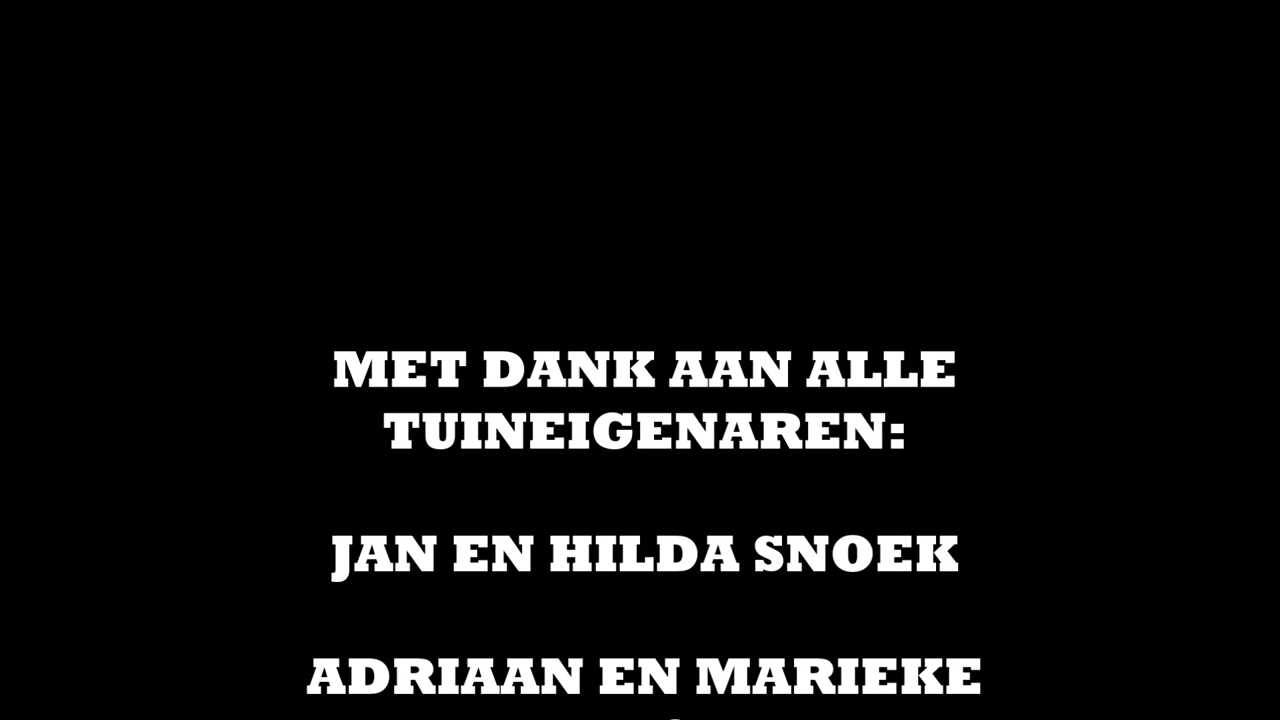 MET DANK AAN ALLE
TUINEIGENAREN:
JAN EN HILDA SNOEK
ADRIAAN EN MARIEKE